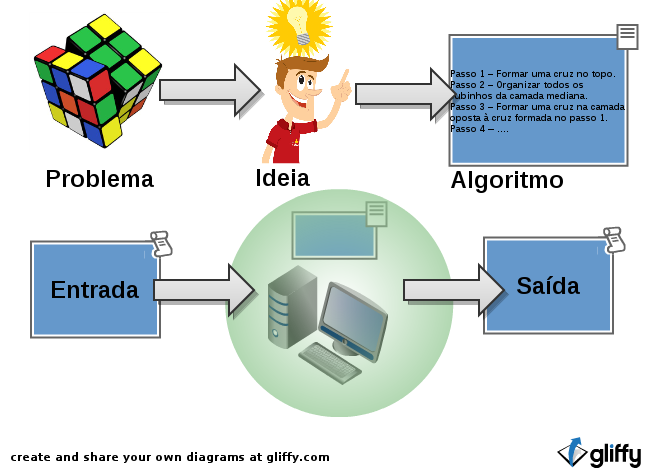 Passo 1 – Formar uma cruz no topo.
Passo 2 – Organizar todos os
cubinhos da camada mediana.
Passo 3 – Formar uma cruz na camada
oposta à cruz formada no passo 1.
Passo 4 – ....
Problema
Ideia
Algoritmo
Entrada
Saída
create and share your own diagrams at gliffy.com
gliffy